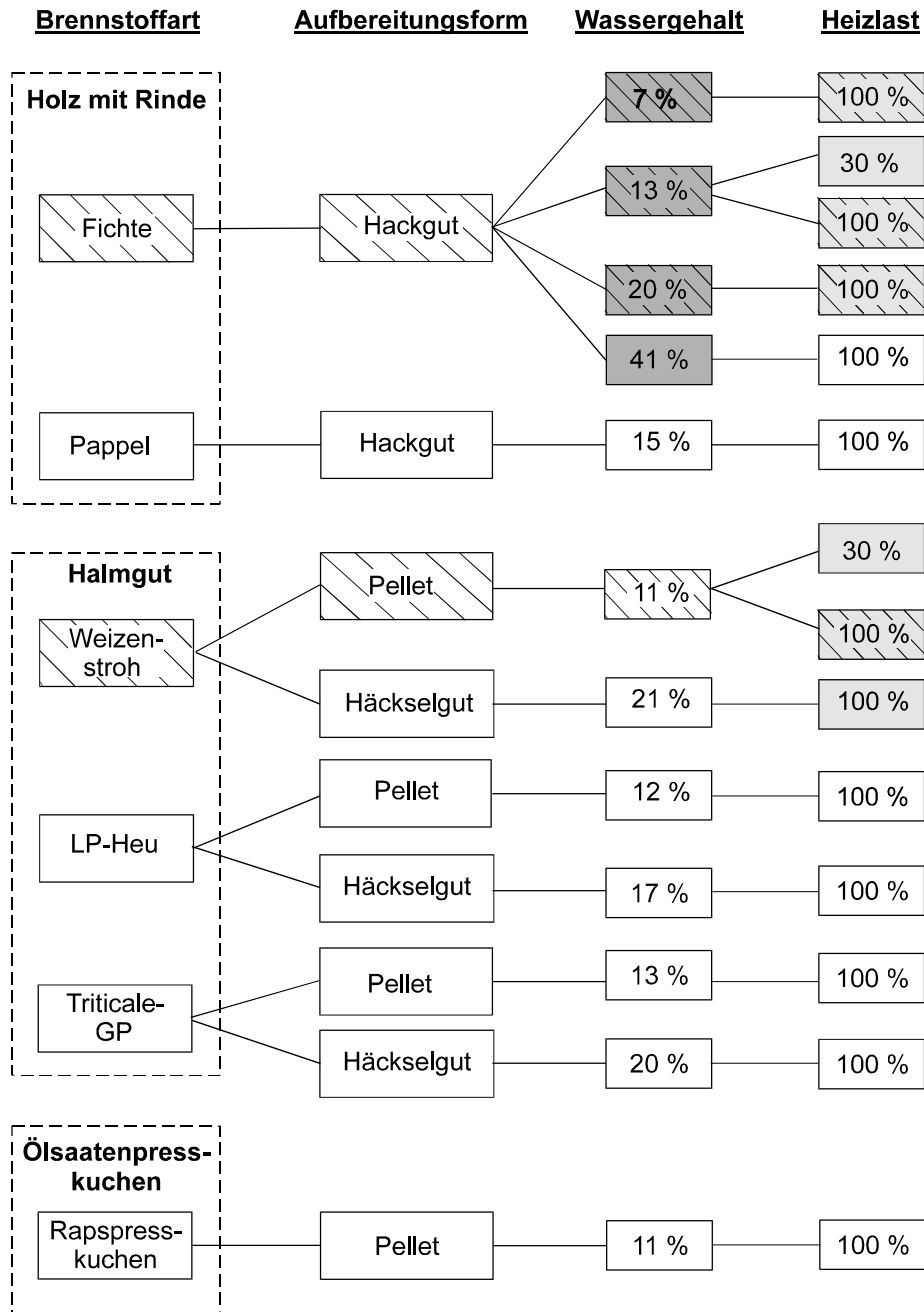 Brennstoffart Aufbereitungsform Wassergehalt Heizlast
Holz mit Rinde
7 % 100 %
30 %
Fichte Hackgut 13 %
100 %
20 % 100 %
41 % 100 %
Pappel Hackgut 15 % 100 %
Halmgut
30 %
Pellet 11 %
Weizen-
stroh
100 %
Häckselgut 21 % 100 %
Pellet 12 % 100 %
LP-Heu
Häckselgut 17 % 100 %
Pellet 13 % 100 %
Triticale-
GP
Häckselgut 20 % 100 %
Ölsaatenpress-
kuchen
Rapspress-
kuchen
Pellet 11 % 100 %